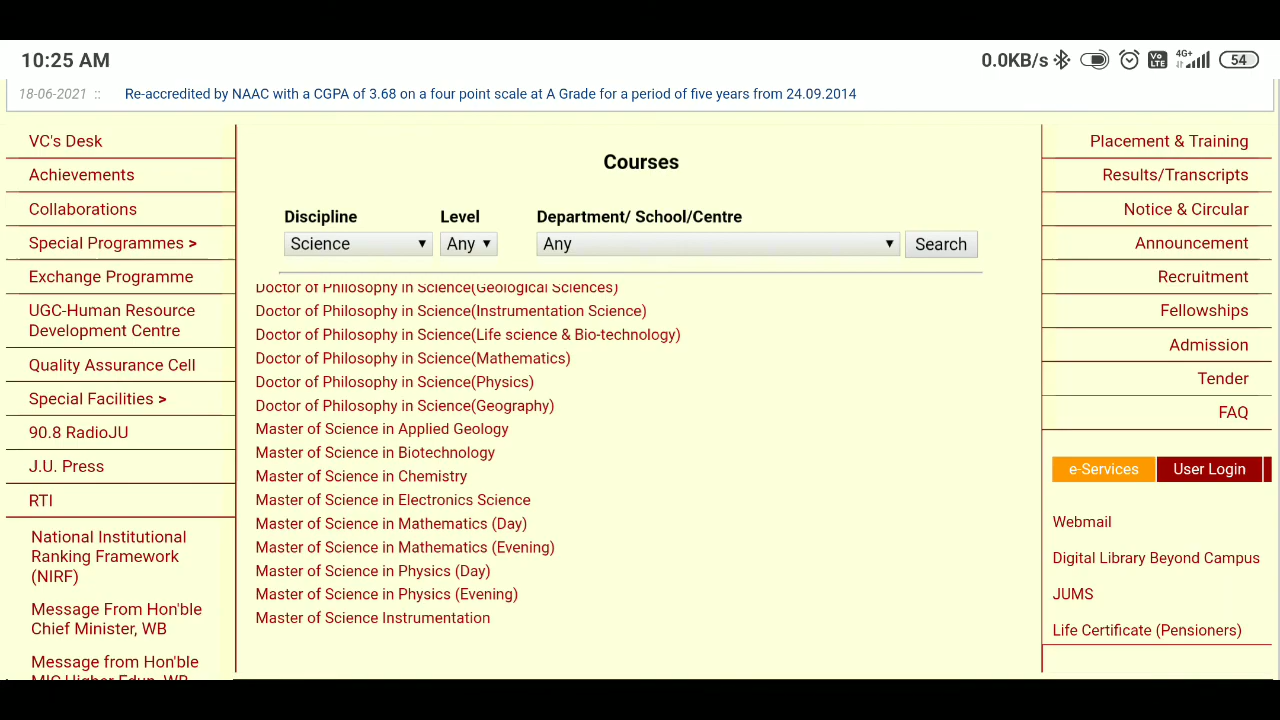 10:25 AM
0.0KB/s
4G+
Vo LTE
54
18-06-2021 :: Re-accredited by NAAC with a CGPA of 3.68 on a four point scale at A Grade for a period of five years from 24.09.2014
VC's Desk
Achievements
Collaborations
Special Programmes >
Exchange Programme
UGC-Human Resource
Development Centre
Quality Assurance Cell
Special Facilities >
90.8 RadioJU
J.U. Press
RTI
National Institutional
Ranking Framework
(NIRF)
Message From Hon'ble
Chief Minister, WB
Message from Hon'ble
MIC Higher Edun, WB
Courses
Discipline Level Department/ School/Centre
Science Any Any Search
Doctor of Philosophy in Science(Geological Sciences)
Doctor of Philosophy in Science(Instrumentation Science)
Doctor of Philosophy in Science(Life science & Bio-technology)
Doctor of Philosophy in Science(Mathematics)
Doctor of Philosophy in Science(Physics)
Doctor of Philosophy in Science(Geography)
Master of Science in Applied Geology
Master of Science in Biotechnology
Master of Science in Chemistry
Master of Science in Electronics Science
Master of Science in Mathematics (Day)
Master of Science in Mathematics (Evening)
Master of Science in Physics (Day)
Master of Science in Physics (Evening)
Master of Science Instrumentation
Placement & Training
Results/Transcripts
Notice & Circular
Announcement
Recruitment
Fellowships
Admission
Tender
FAQ
e-Services User Login
Webmail
Digital Library Beyond Campus
JUMS
Life Certificate (Pensioners)